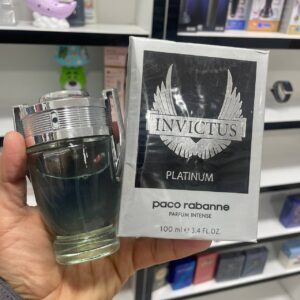 INVICTUS
PLATINUM
paco rabanne
PARFUM INTENSE
100 ml e 3.4 FL.OZ.